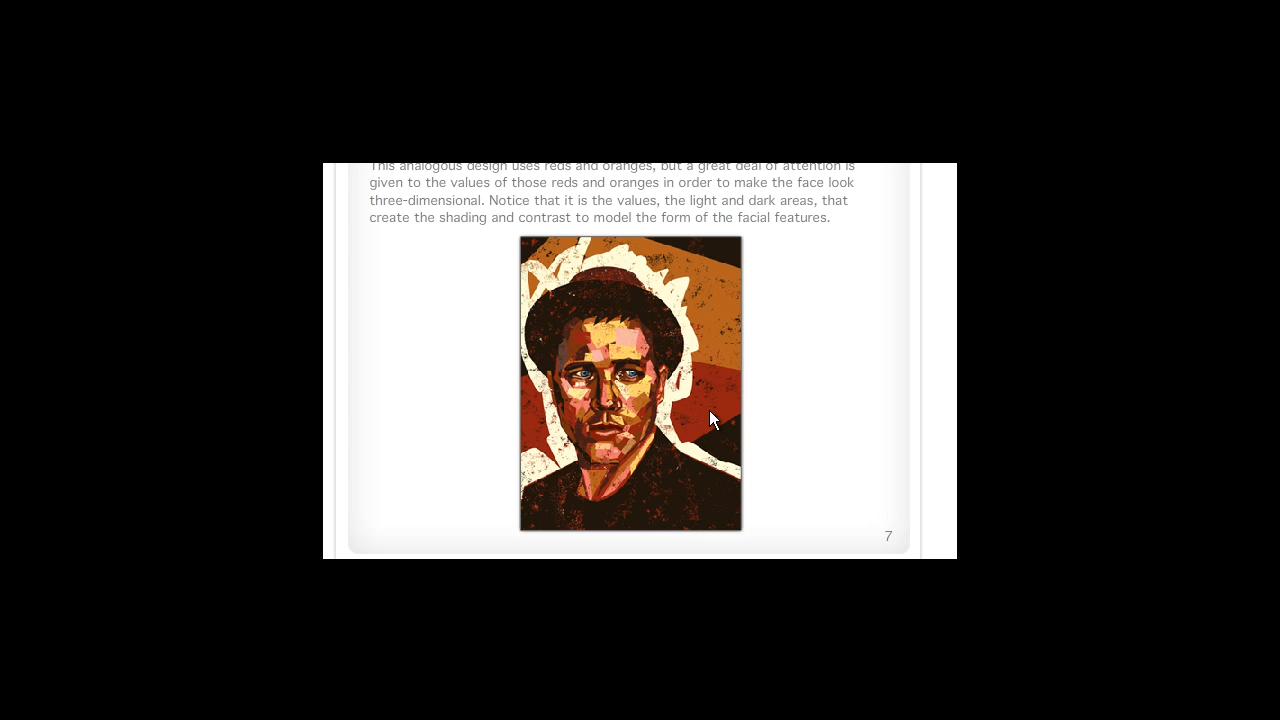 This analogous design uses reds and oranges, but a great deal of attention is
given to the values of those reds and oranges in order to make the face look
three-dimensional. Notice that it is the values, the light and dark areas, that
create the shading and contrast to model the form of the facial features.
7